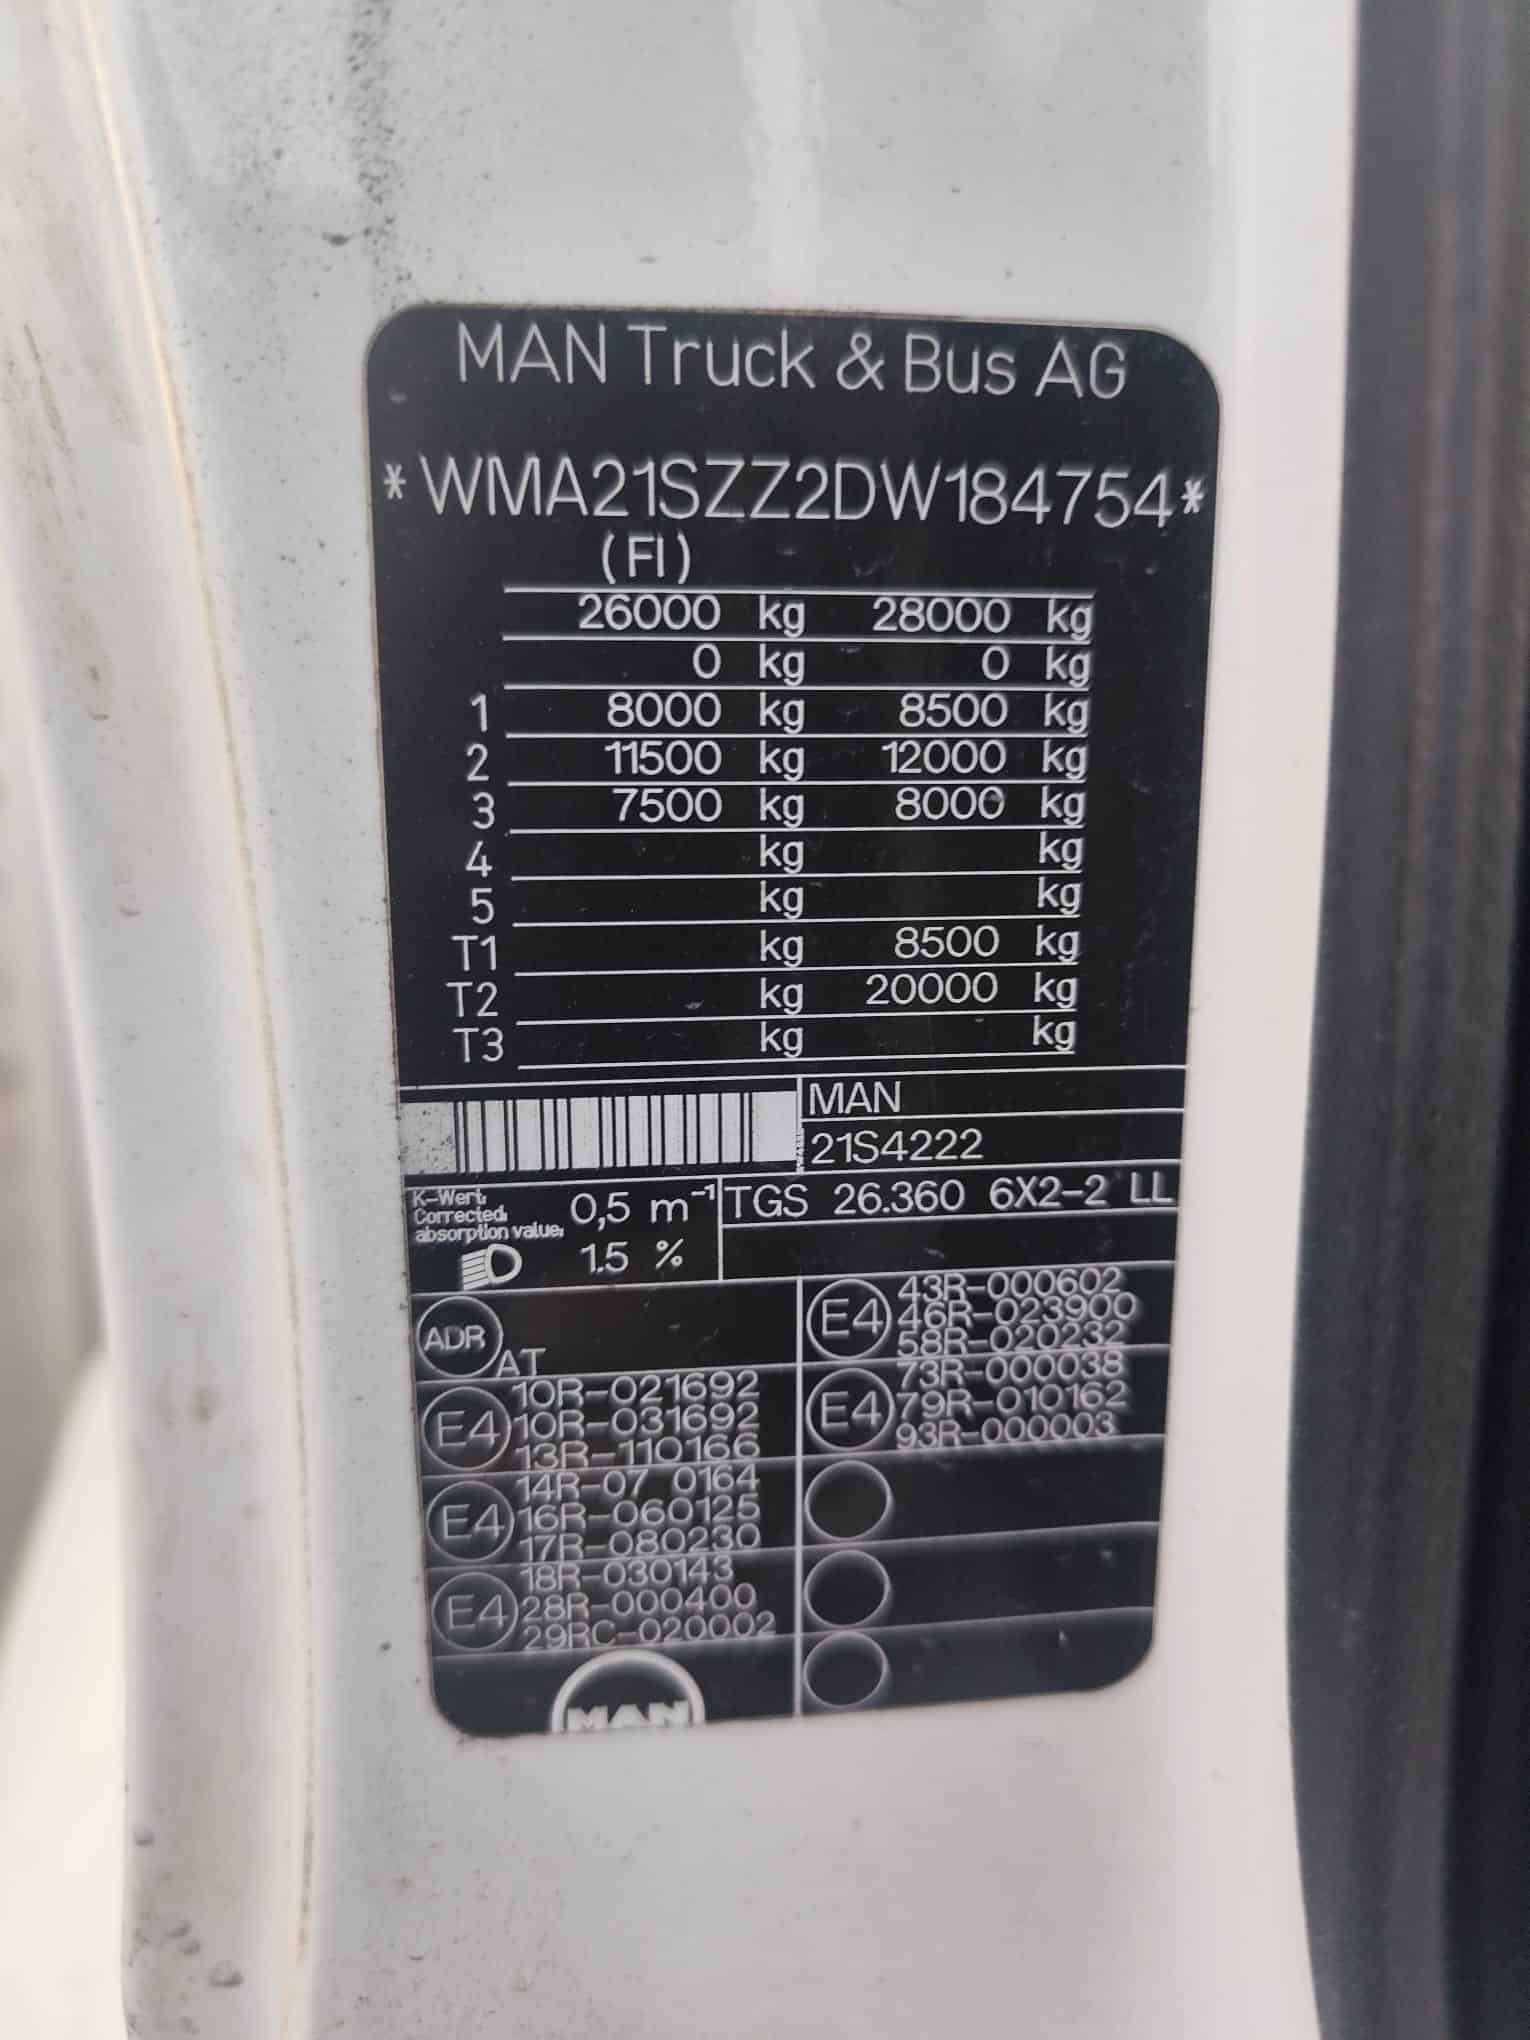 MAN Truck & Bus AG
*WMA21SZZ2DW184754*
(FI)
26000 kg 28000 kg
0 kg 0 kg
1 8000 kg 8500 kg
2 11500 kg 12000 kg
3 7500 kg 8000 kg
4 kg kg
5 kg kg
T1 kg 8500 kg
T2 kg 20000 kg
T3 kg kg
MAN
21S4222
K-Wert:
Corrected
absorption value:
0,5 m⁻¹
1.5 %
TGS 26.360 6X2-2 LL
ADR
AT
E4
10R-021692
10R-031692
13R-110166
E4
14R-07 0164
16R-060125
17R-080230
E4
18R-030143
28R-000400
29RC-020002
E4
43R-000602
46R-023900
58R-020232
E4
73R-000038
79R-010162
93R-000003
MAN